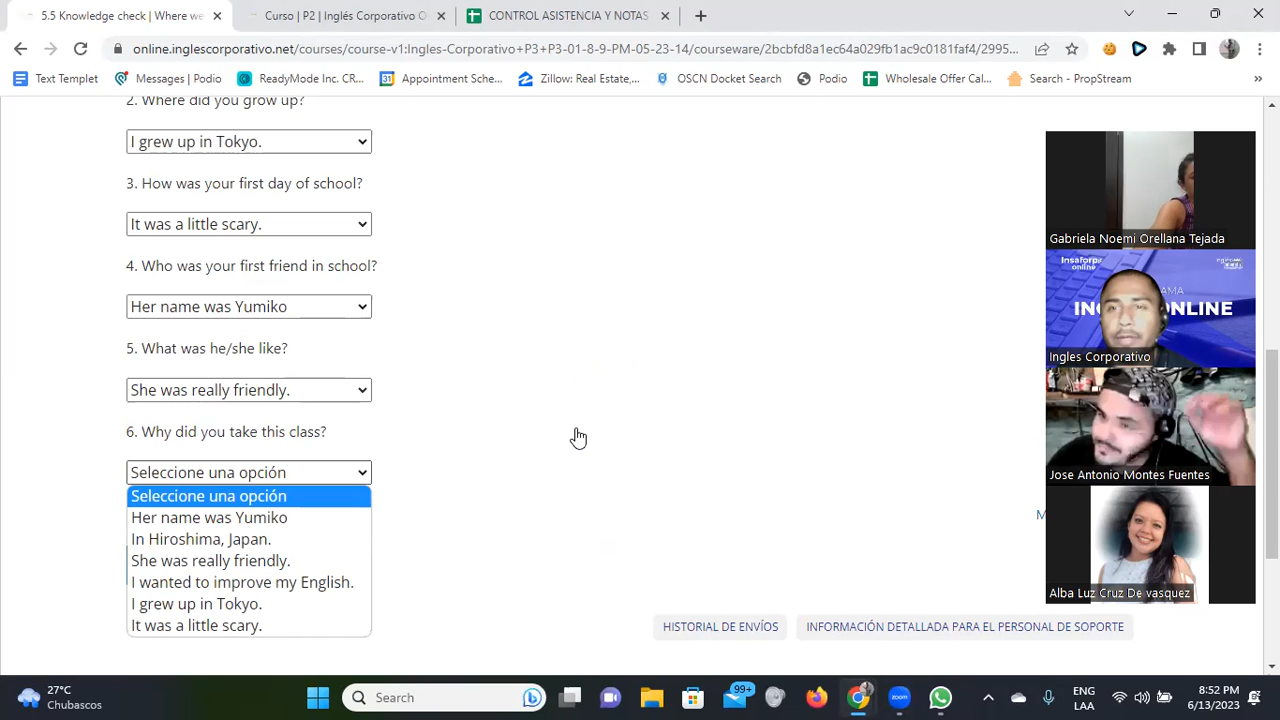 5.5 Knowledge check | Where we
Curso | P2 | Inglés Corporativo O
CONTROL ASISTENCIA Y NOTAS
online.inglescorporativo.net/courses/course-v1:Ingles-Corporativo+P3+P3-01-8-9-PM-05-23-14/courseware/2bcbfd8a1ec64a029fb1ac9c0181faf4/2995...
Text Templet
Messages | Podio
ReadyMode Inc. CR...
Appointment Sche...
Zillow: Real Estate,...
OSCN Docket Search
Podio
Wholesale Offer Cal...
Search - PropStream
2. Where did you grow up?
I grew up in Tokyo.
3. How was your first day of school?
It was a little scary.
4. Who was your first friend in school?
Her name was Yumiko
5. What was he/she like?
She was really friendly.
6. Why did you take this class?
Seleccione una opción
Seleccione una opción
Her name was Yumiko
In Hiroshima, Japan.
She was really friendly.
I wanted to improve my English.
I grew up in Tokyo.
It was a little scary.
HISTORIAL DE ENVÍOS
INFORMACIÓN DETALLADA PARA EL PERSONAL DE SOPORTE
Gabriela Noemi Orellana Tejada
Insaforp
online
Ingles Corporativo
Jose Antonio Montes Fuentes
Alba Luz Cruz De vasquez
27°C
Chubascos
Search
99+
ENG
LAA
8:52 PM
6/13/2023